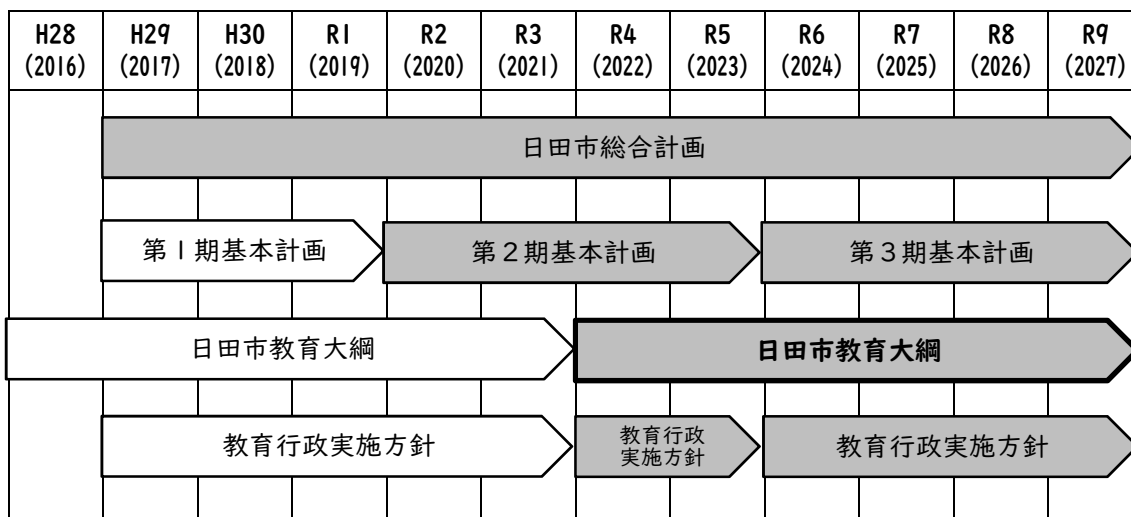 H28 H29 H30 R1 R2 R3 R4 R5 R6 R7 R8 R9
(2016) (2017) (2018) (2019) (2020) (2021) (2022) (2023) (2024) (2025) (2026) (2027)
日田市総合計画
第1期基本計画 第2期基本計画 第3期基本計画
日田市教育大綱 日田市教育大綱
教育行政実施方針 教育行政
実施方針 教育行政実施方針